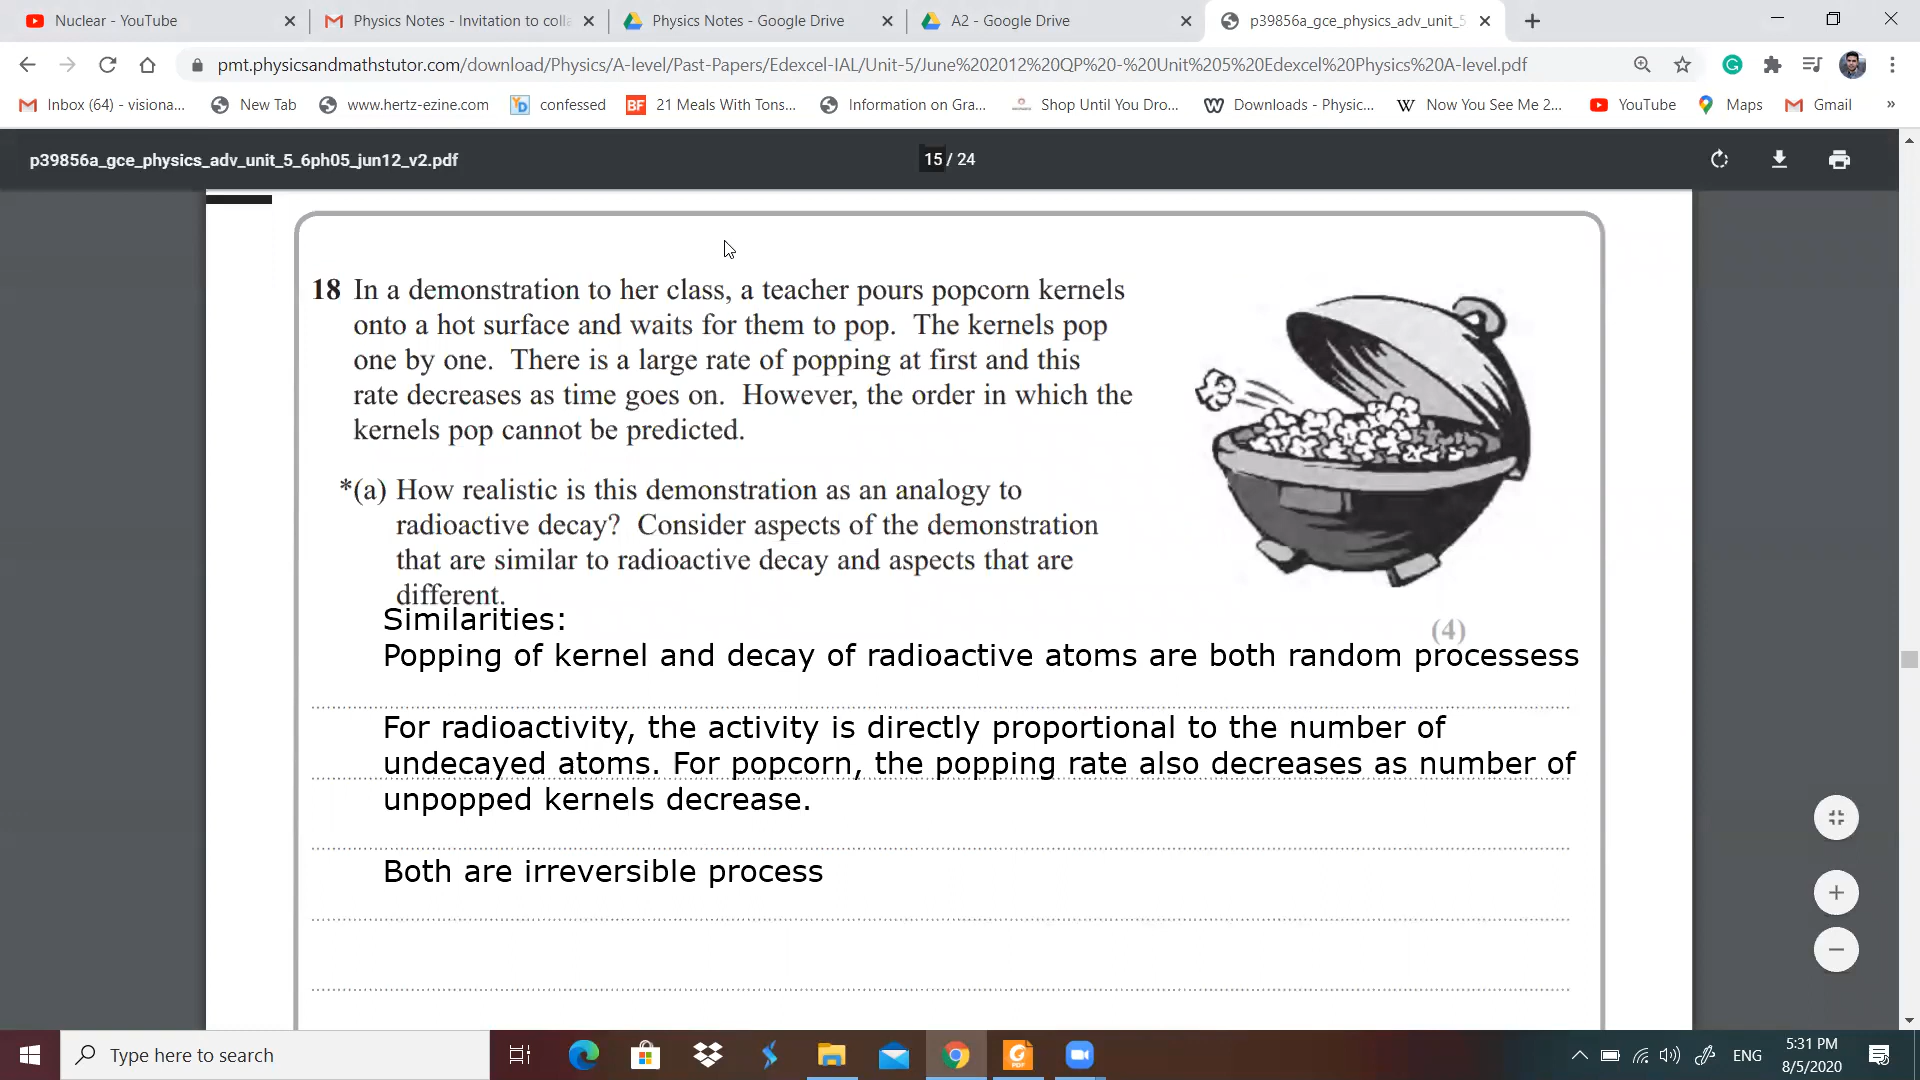 Nuclear - YouTube
Physics Notes - Invitation to colla
Physics Notes - Google Drive
A2 - Google Drive
p39856a_gce_physics_adv_unit_5
pmt.physicsandmathstutor.com/download/Physics/A-level/Past-Papers/Edexcel-IAL/Unit-5/June%202012%20QP%20-%20Unit%205%20Edexcel%20Physics%20A-level.pdf
Inbox (64) - visiona...
New Tab
www.hertz-ezine.com
confessed
21 Meals With Tons...
Information on Gra...
Shop Until You Dro...
Downloads - Physic...
Now You See Me 2...
YouTube
Maps
Gmail
»
p39856a_gce_physics_adv_unit_5_6ph05_jun12_v2.pdf
15 / 24
18 In a demonstration to her class, a teacher pours popcorn kernels
onto a hot surface and waits for them to pop. The kernels pop
one by one. There is a large rate of popping at first and this
rate decreases as time goes on. However, the order in which the
kernels pop cannot be predicted.
*(a) How realistic is this demonstration as an analogy to
radioactive decay? Consider aspects of the demonstration
that are similar to radioactive decay and aspects that are
different.
Similarities:
(4)
Popping of kernel and decay of radioactive atoms are both random processess
For radioactivity, the activity is directly proportional to the number of
undecayed atoms. For popcorn, the popping rate also decreases as number of
unpopped kernels decrease.
Both are irreversible process
Type here to search
ENG
5:31 PM
8/5/2020